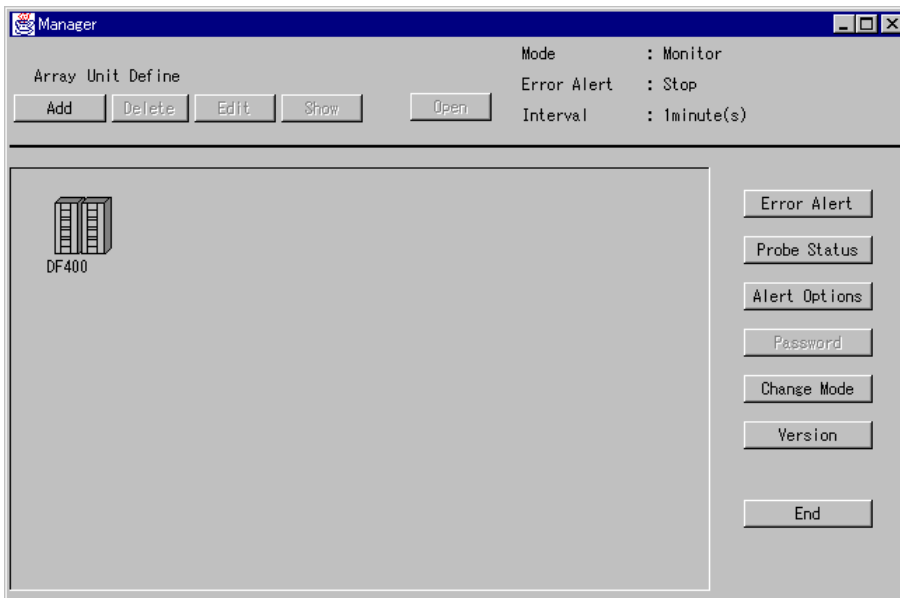 Manager
Mode : Monitor
Array Unit Define
Error Alert : Stop
Add Delete Edit Show Open
Interval : 1minute(s)
Error Alert
Probe Status
DF400
Alert Options
Password
Change Mode
Version
End